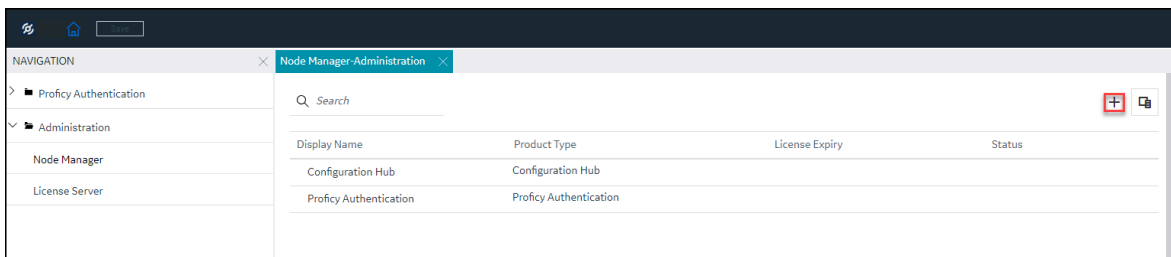 Save
NAVIGATION
Node Manager-Administration
Proficy Authentication
Search
Administration
Display Name Product Type License Expiry Status
Node Manager
Configuration Hub Configuration Hub
License Server
Proficy Authentication Proficy Authentication